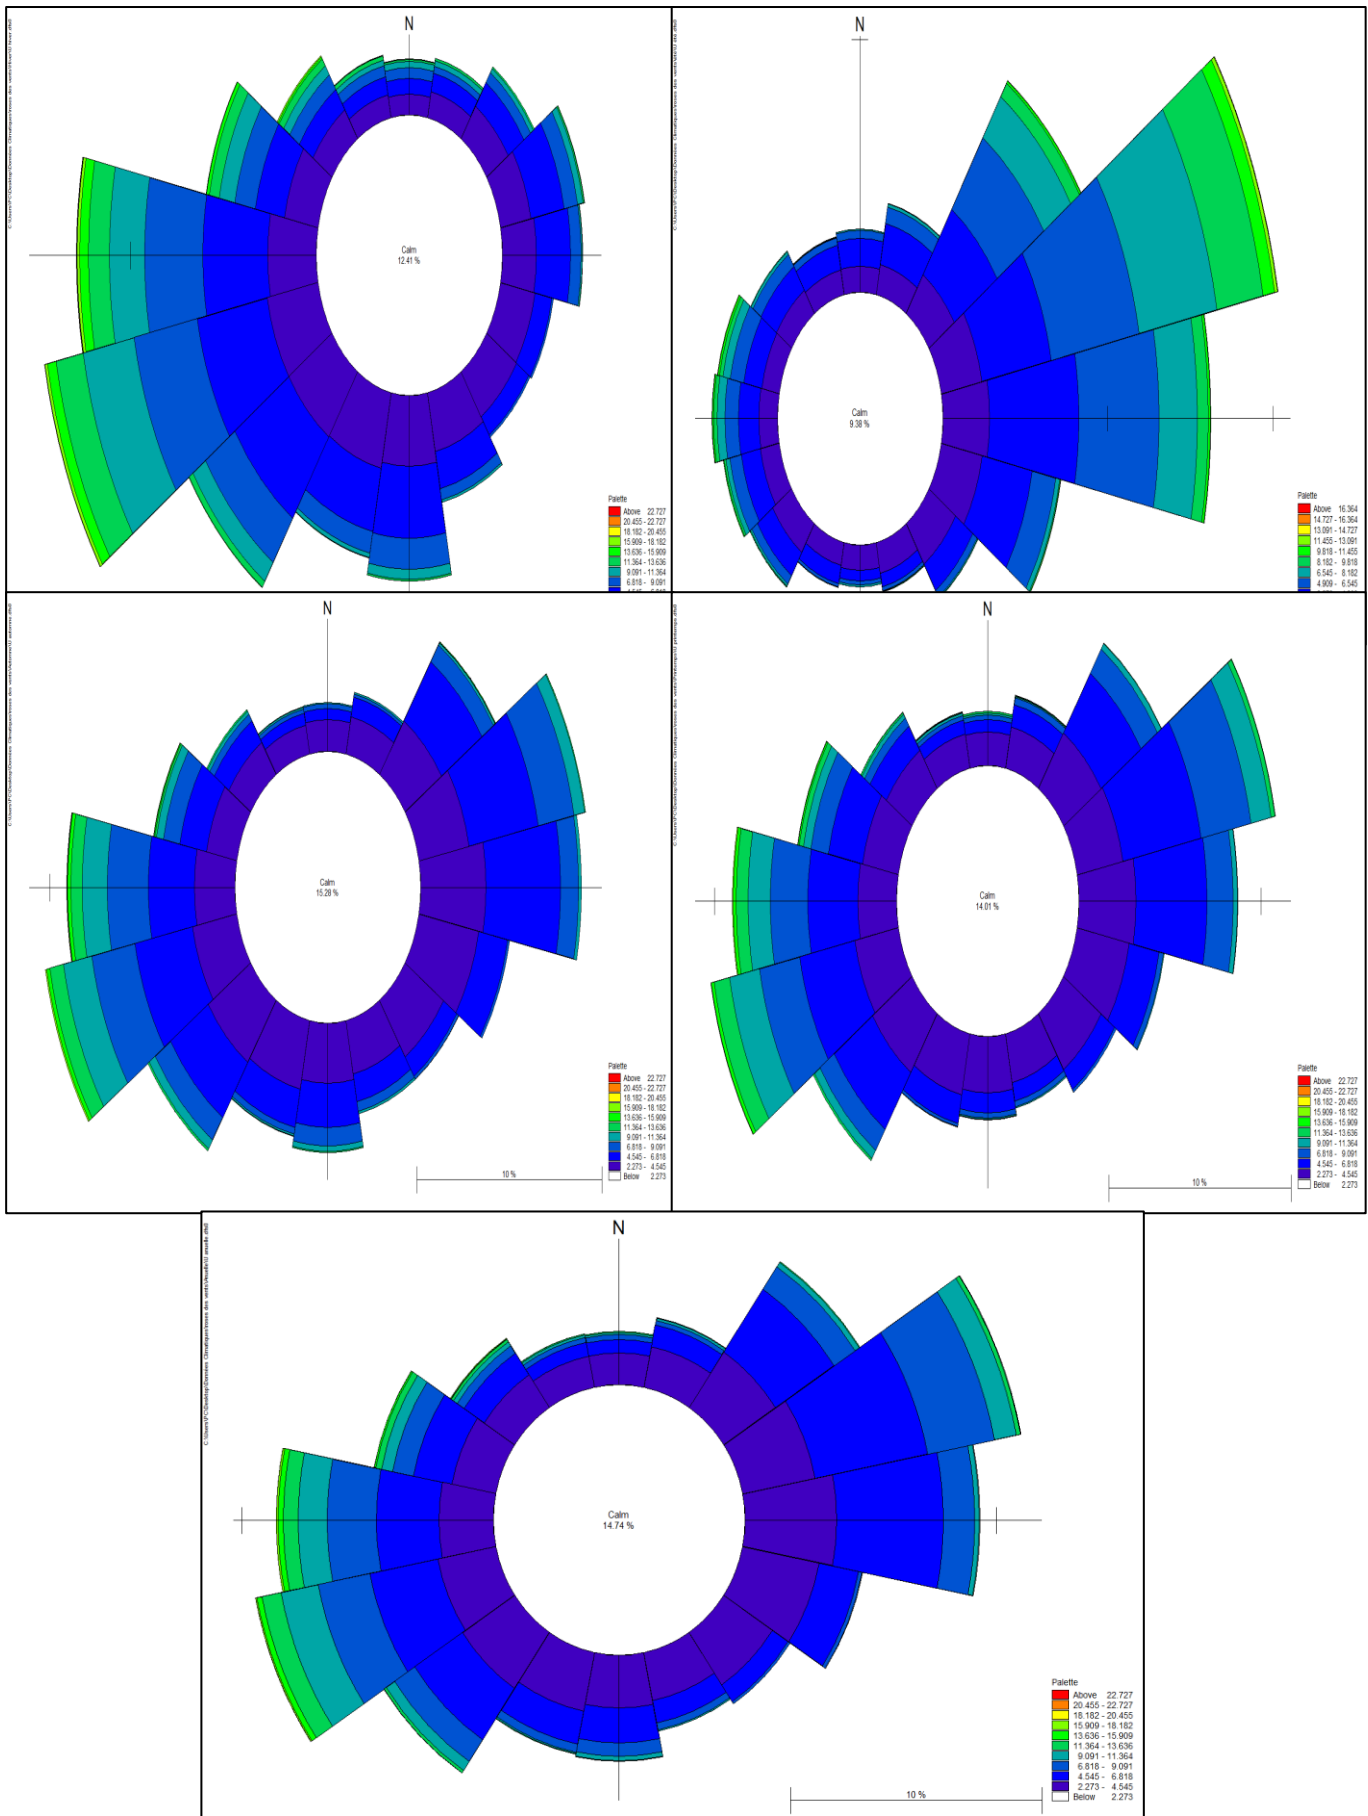 N
Calm
12.41 %
Palette
Above 22.727
20.455 - 22.727
18.182 - 20.455
15.909 - 18.182
13.636 - 15.909
11.364 - 13.636
9.091 - 11.364
6.818 - 9.091
N
Calm
9.38 %
Palette
Above 16.364
14.727 - 16.364
13.091 - 14.727
11.455 - 13.091
9.818 - 11.455
8.182 - 9.818
6.545 - 8.182
4.909 - 6.545
N
Calm
15.28 %
Palette
Above 22.727
20.455 - 22.727
18.182 - 20.455
15.909 - 18.182
13.636 - 15.909
11.364 - 13.636
9.091 - 11.364
6.818 - 9.091
4.545 - 6.818
2.273 - 4.545
Below 2.273
10 %
N
Calm
14.01 %
Palette
Above 22.727
20.455 - 22.727
18.182 - 20.455
15.909 - 18.182
13.636 - 15.909
11.364 - 13.636
9.091 - 11.364
6.818 - 9.091
4.545 - 6.818
2.273 - 4.545
Below 2.273
10 %
N
Calm
14.74 %
Palette
Above 22.727
20.455 - 22.727
18.182 - 20.455
15.909 - 18.182
13.636 - 15.909
11.364 - 13.636
9.091 - 11.364
6.818 - 9.091
4.545 - 6.818
2.273 - 4.545
Below 2.273
10 %